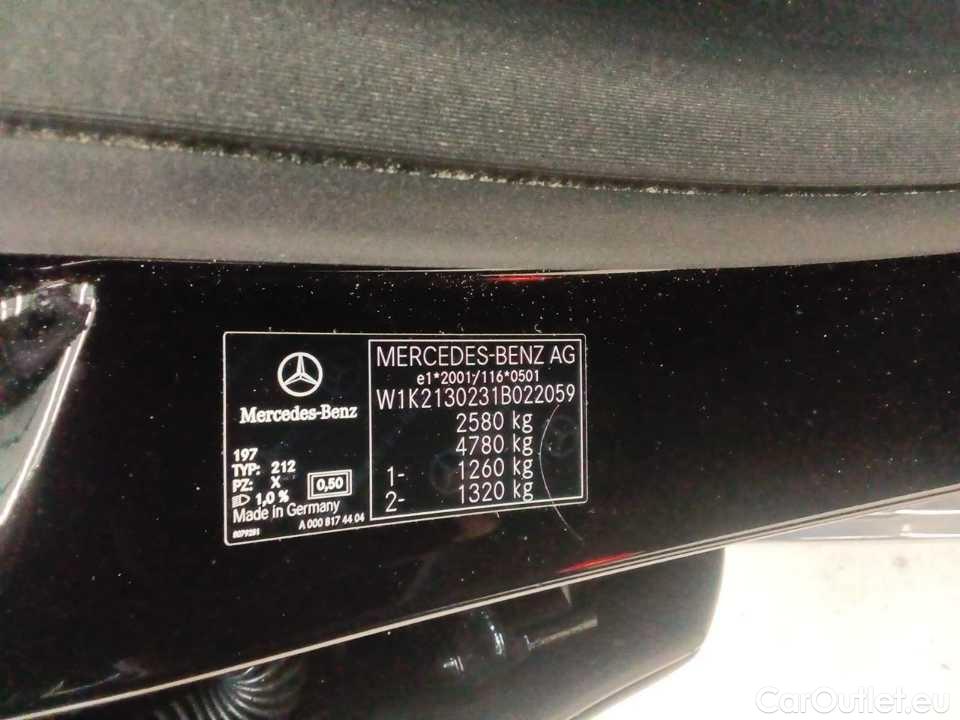 Mercedes-Benz
197
TYP: 212
PZ: X
0,50
1,0 %
Made in Germany
A 000 817 44 04
8079281
MERCEDES-BENZ AG
e1*2001/116*0501
W1K2130231B022059
2580 kg
4780 kg
1- 1260 kg
2- 1320 kg
CarOutlet.eu